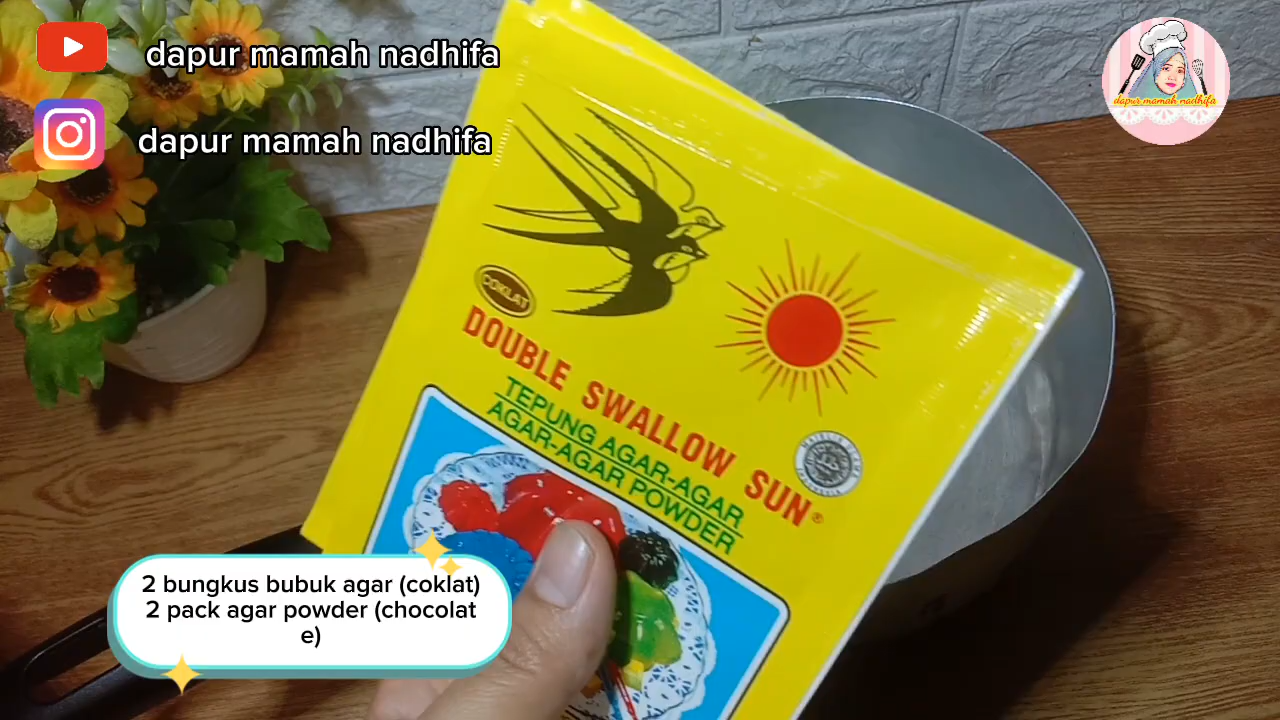 dapur mamah nadhifa
dapur mamah nadhifa
dapur mamah nadhifa
COKLAT
DOUBLE SWALLOW SUN®
TEPUNG AGAR-AGAR
AGAR-AGAR POWDER
2 bungkus bubuk agar (coklat)
2 pack agar powder (chocolat
e)